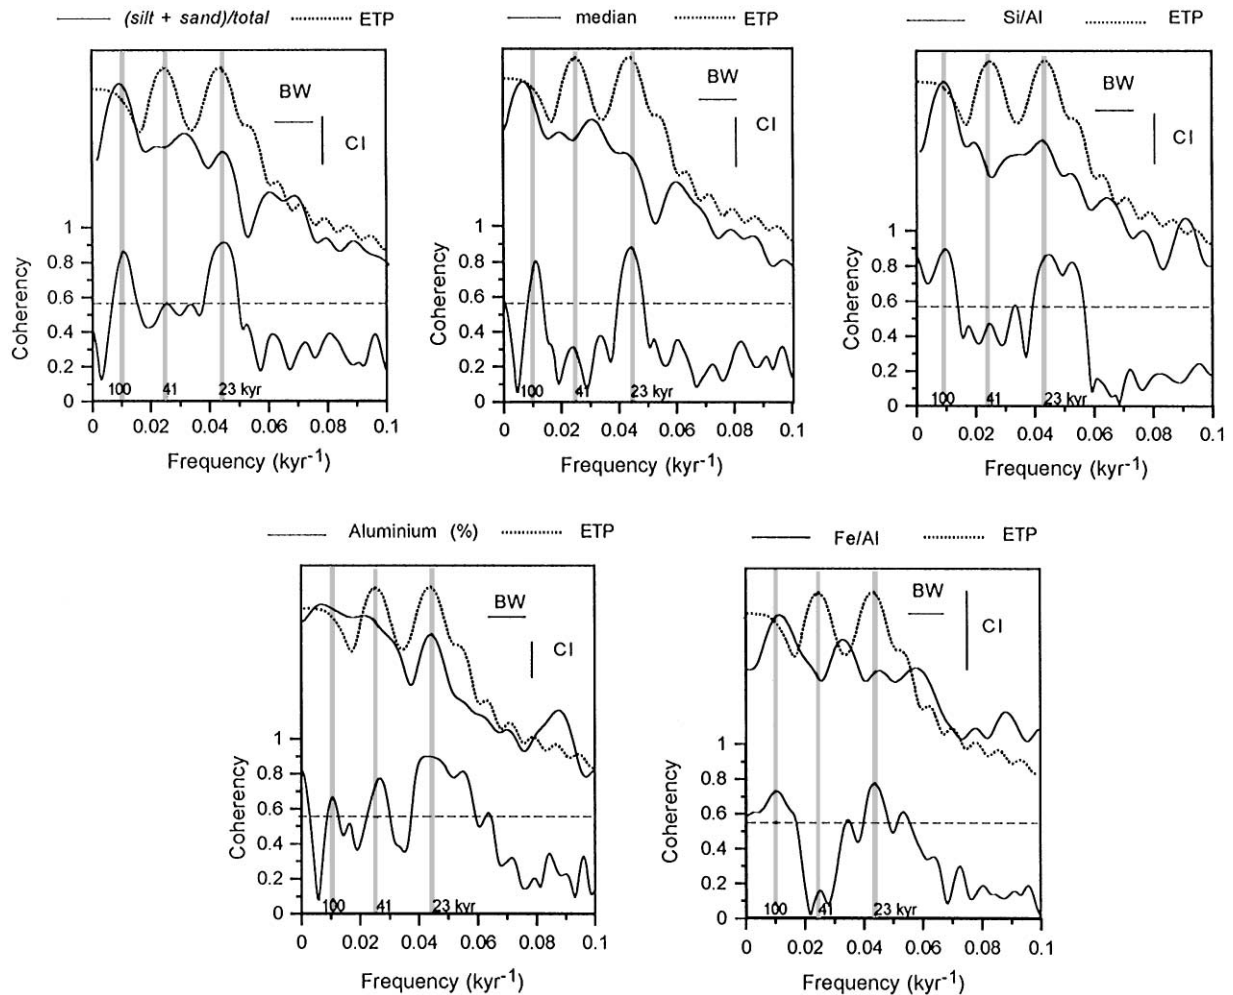 (silt + sand)/total ETP
BW
CI
1
0.8
0.6
0.4
0.2
0
Coherency
100 41 23 kyr
0 0.02 0.04 0.06 0.08 0.1
Frequency (kyr-1)
median ETP
BW
CI
1
0.8
0.6
0.4
0.2
0
Coherency
100 41 23 kyr
0 0.02 0.04 0.06 0.08 0.1
Frequency (kyr-1)
Si/Al ETP
BW
CI
1
0.8
0.6
0.4
0.2
0
Coherency
100 41 23 kyr
0 0.02 0.04 0.06 0.08 0.1
Frequency (kyr-1)
Aluminium (%) ETP
BW
CI
1
0.8
0.6
0.4
0.2
0
Coherency
100 41 23 kyr
0 0.02 0.04 0.06 0.08 0.1
Frequency (kyr-1)
Fe/Al ETP
BW
CI
1
0.8
0.6
0.4
0.2
0
Coherency
100 41 23 kyr
0 0.02 0.04 0.06 0.08 0.1
Frequency (kyr-1)